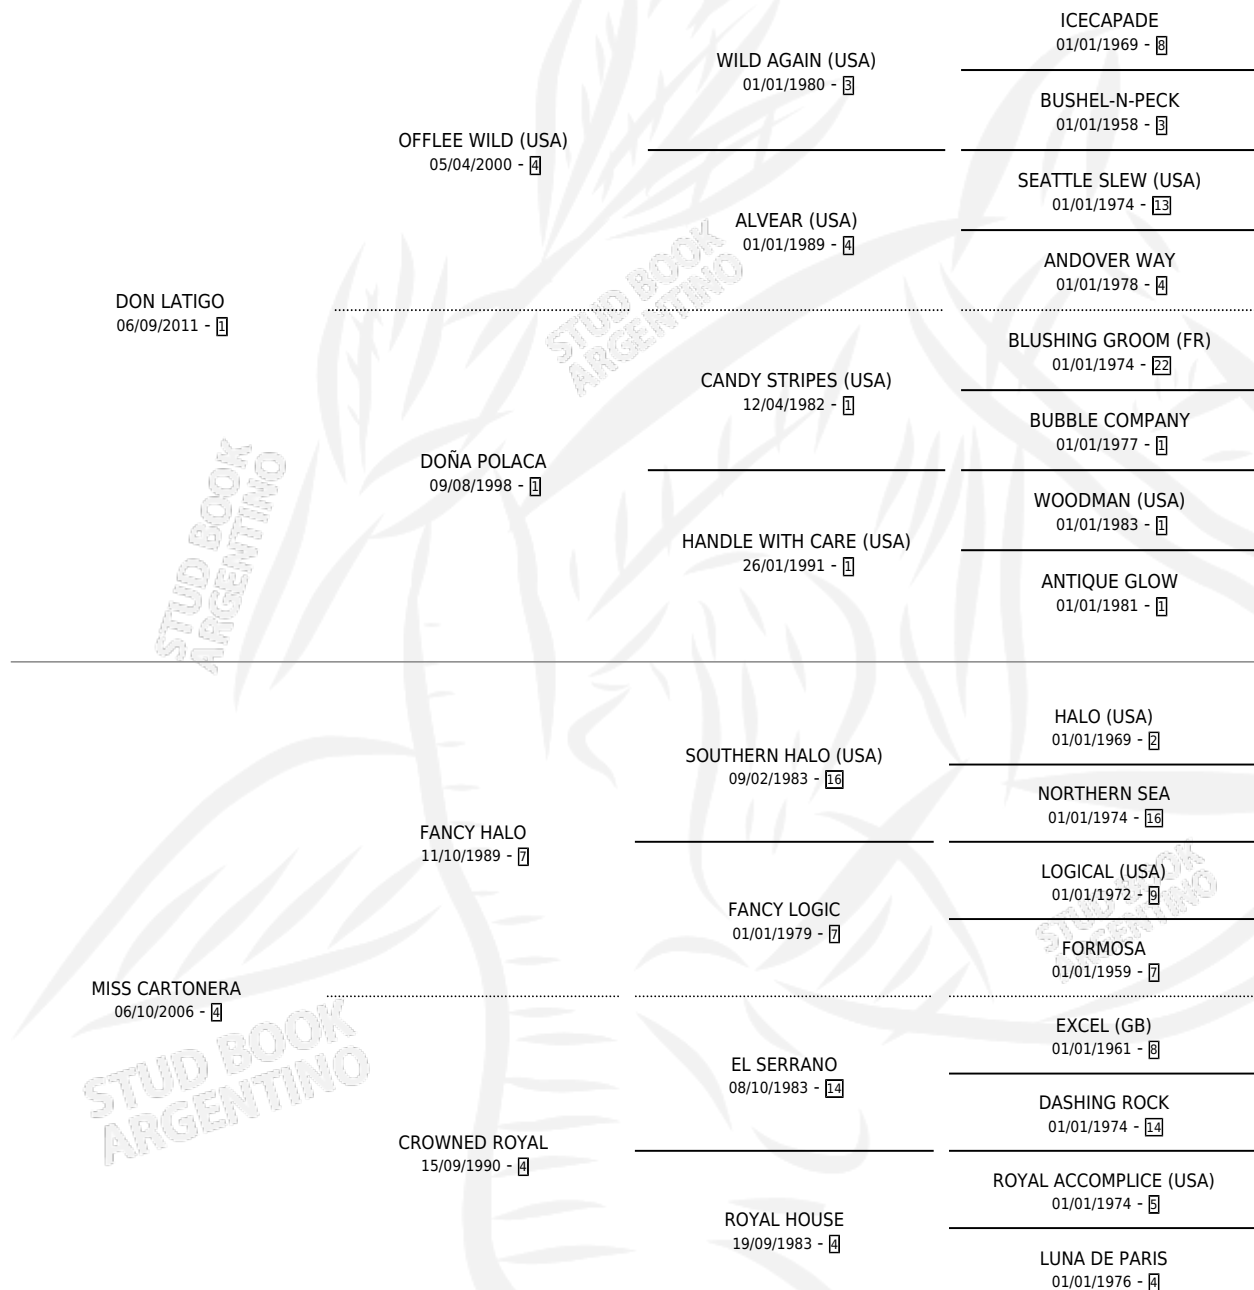 ICECAPADE
01/01/1969 - 8
WILD AGAIN (USA)
01/01/1980 - 3
BUSHEL-N-PECK
01/01/1958 - 3
OFFLEE WILD (USA)
05/04/2000 - 4
SEATTLE SLEW (USA)
01/01/1974 - 13
ALVEAR (USA)
01/01/1989 - 4
ANDOVER WAY
01/01/1978 - 4
DON LATIGO
06/09/2011 - 1
BLUSHING GROOM (FR)
01/01/1974 - 22
CANDY STRIPES (USA)
12/04/1982 - 1
BUBBLE COMPANY
01/01/1977 - 1
DOÑA POLACA
09/08/1998 - 1
WOODMAN (USA)
01/01/1983 - 1
HANDLE WITH CARE (USA)
26/01/1991 - 1
ANTIQUE GLOW
01/01/1981 - 1
HALO (USA)
01/01/1969 - 2
SOUTHERN HALO (USA)
09/02/1983 - 16
NORTHERN SEA
01/01/1974 - 16
FANCY HALO
11/10/1989 - 7
LOGICAL (USA)
01/01/1972 - 9
FANCY LOGIC
01/01/1979 - 7
FORMOSA
01/01/1959 - 7
MISS CARTONERA
06/10/2006 - 4
EXCEL (GB)
01/01/1961 - 8
EL SERRANO
08/10/1983 - 14
DASHING ROCK
01/01/1974 - 14
CROWNED ROYAL
15/09/1990 - 4
ROYAL ACCOMPLICE (USA)
01/01/1974 - 5
ROYAL HOUSE
19/09/1983 - 4
LUNA DE PARIS
01/01/1976 - 4
STUD BOOK
ARGENTINO
STUD BOOK
ARGENTINO
STUD BOOK
ARGENTINO
STUD BOOK
ARGENTINO